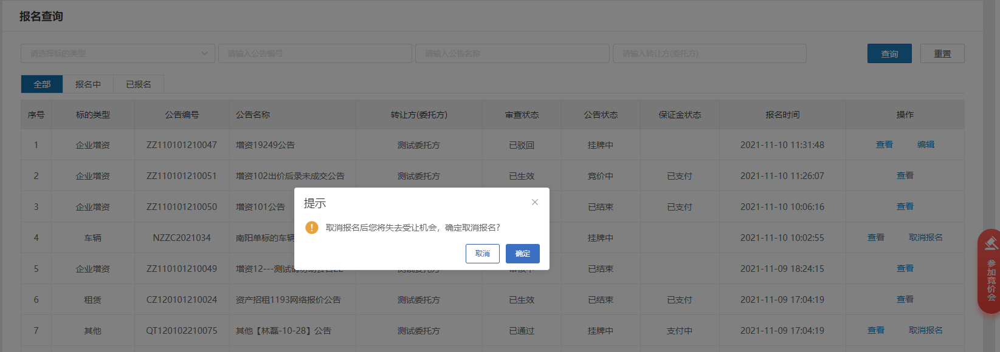 报名查询
请选择标的类型 请输入公告编号 请输入公告名称 请输入转让方(委托方) 查询 重置
全部 报名中 已报名
序号 标的类型 公告编号 公告名称 转让方(委托方) 审查状态 公告状态 保证金状态 报名时间 操作
1 企业增资 ZZ110101210047 增资19249公告 测试委托方 已驳回 挂牌中 2021-11-10 11:31:48 查看 编辑
2 企业增资 ZZ110101210051 增资102出价后录未成交公告 测试委托方 已生效 竞价中 已支付 2021-11-10 11:26:07 查看
3 企业增资 ZZ110101210050 增资101公告 已结束 已支付 2021-11-10 10:06:16 查看
4 车辆 NZZC2021034 南阳单标的车辆 挂牌中 2021-11-10 10:02:55 查看 取消报名
5 企业增资 ZZ110101210049 增资12---测试 已结束 2021-11-09 18:24:15 查看
6 租赁 CZ120101210024 资产招租1193网络报价公告 测试委托方 已生效 已结束 已支付 2021-11-09 17:04:19 查看
7 其他 QT120102210075 其他【林磊-10-28】公告 测试委托方 已通过 挂牌中 支付中 2021-11-09 17:04:19 查看 取消报名
提示
取消报名后您将失去受让机会，确定取消报名?
取消 确定
参加竞价会